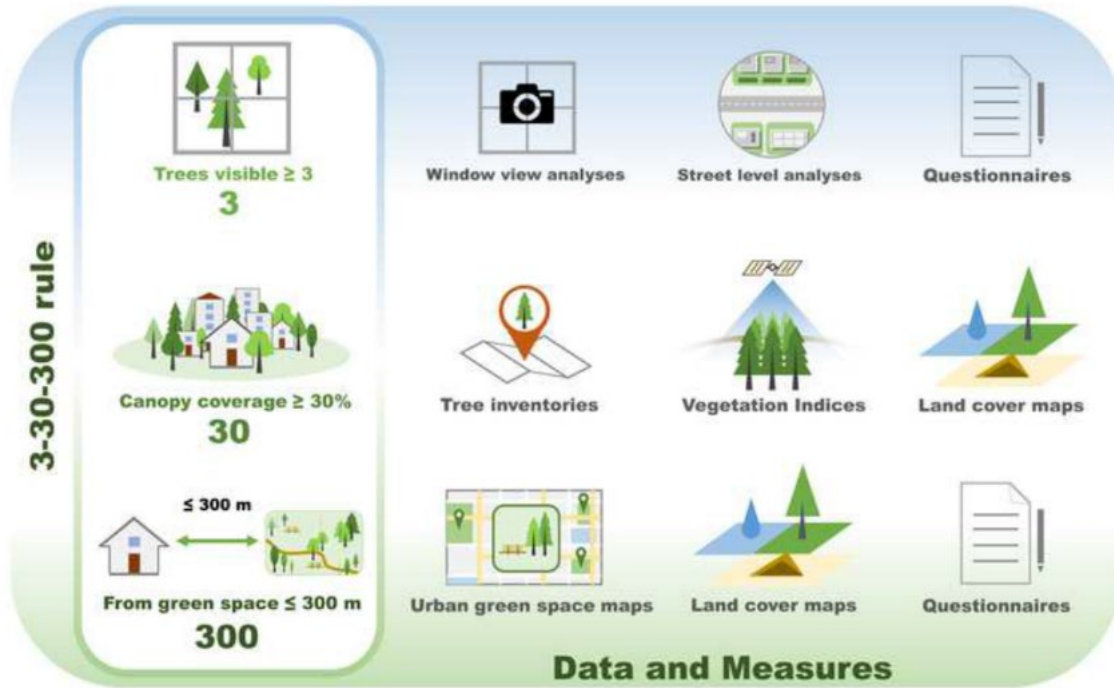 3-30-300 rule
Trees visible ≥ 3
3
Window view analyses
Street level analyses
Questionnaires
Canopy coverage ≥ 30%
30
Tree inventories
Vegetation Indices
Land cover maps
≤ 300 m
From green space ≤ 300 m
300
Urban green space maps
Land cover maps
Questionnaires
Data and Measures